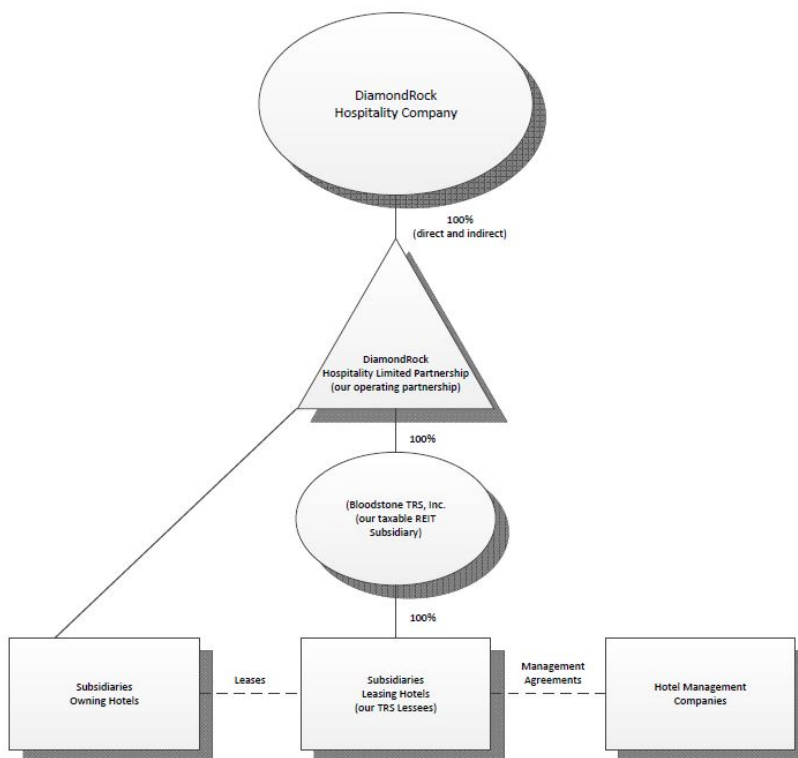 DiamondRock
Hospitality Company
100%
(direct and indirect)
DiamondRock
Hospitality Limited Partnership
(our operating partnership)
100%
(Bloodstone TRS, Inc.
(our taxable REIT
Subsidiary)
100%
Subsidiaries
Owning Hotels
Leases
Subsidiaries
Leasing Hotels
(our TRS Lessees)
Management
Agreements
Hotel Management
Companies